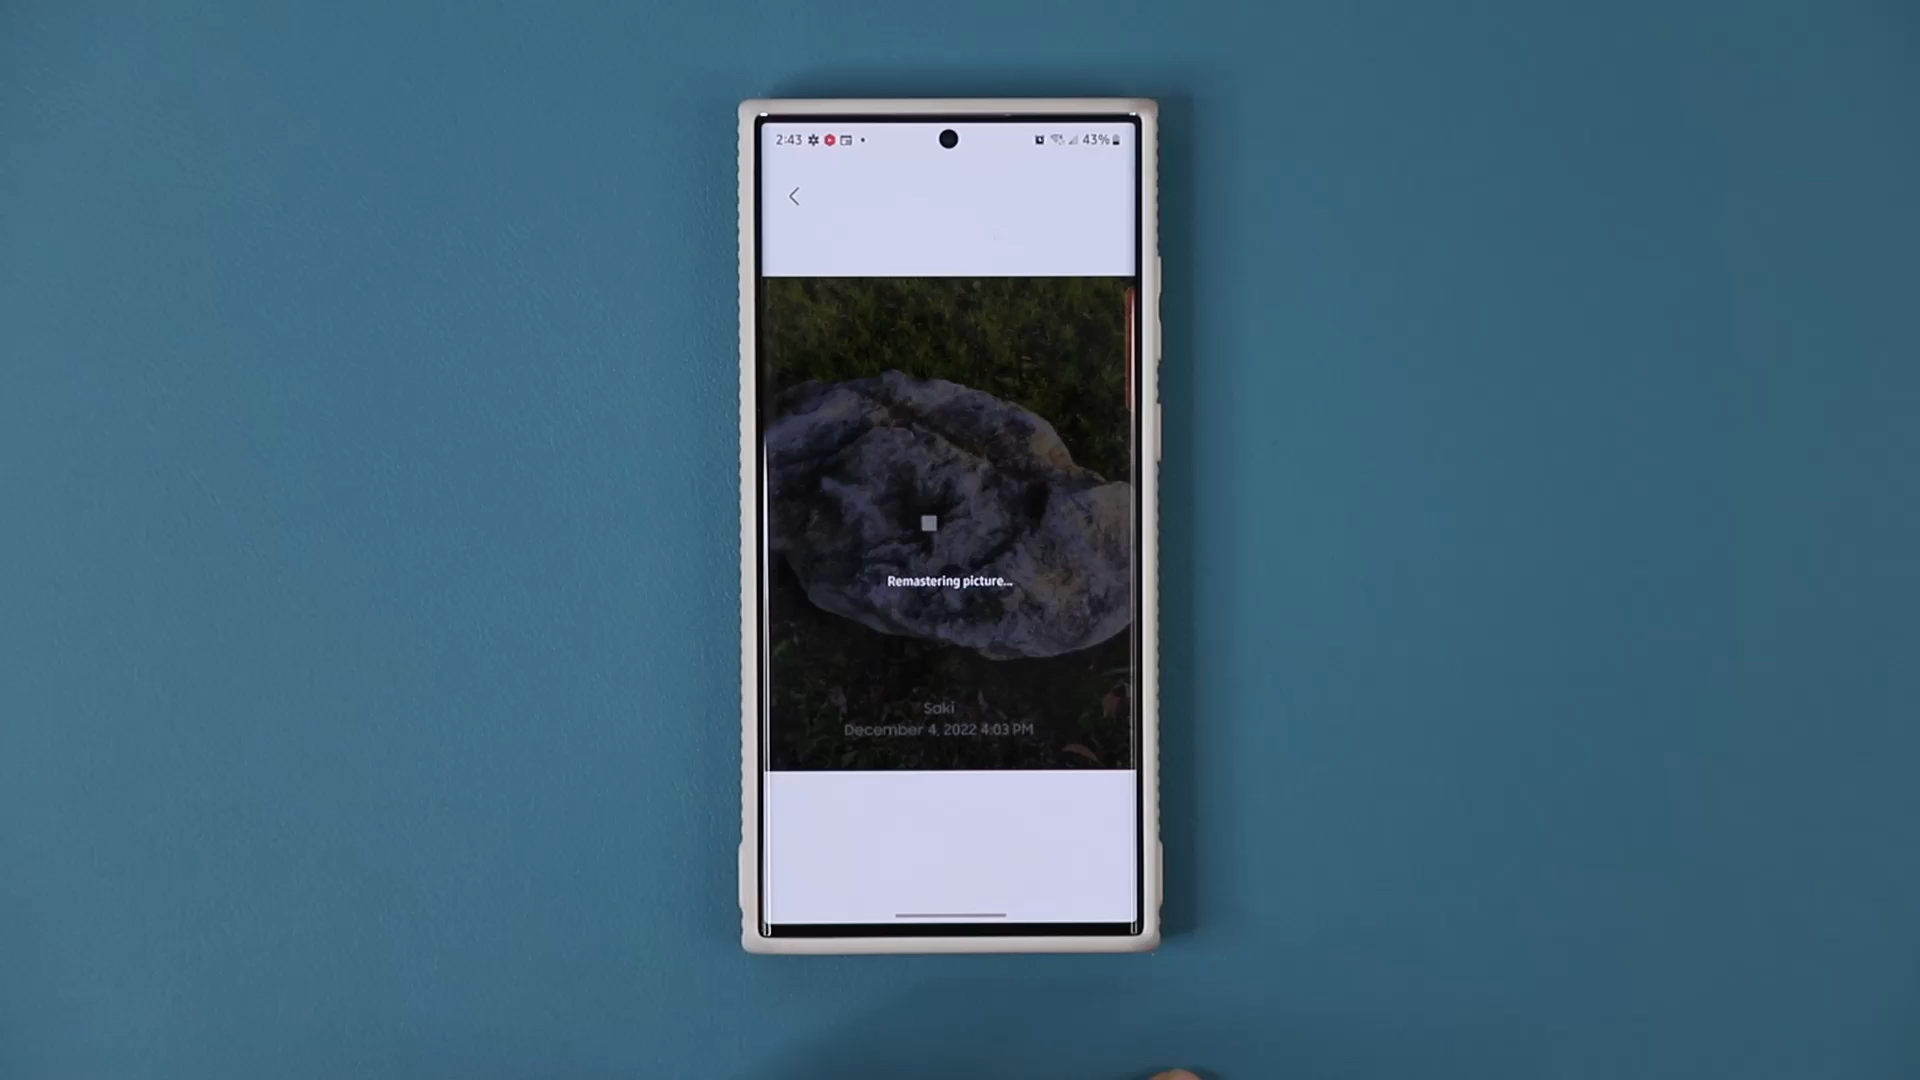 2:43
43%
Remastering picture...
Saki
December 4, 2022 4:03 PM